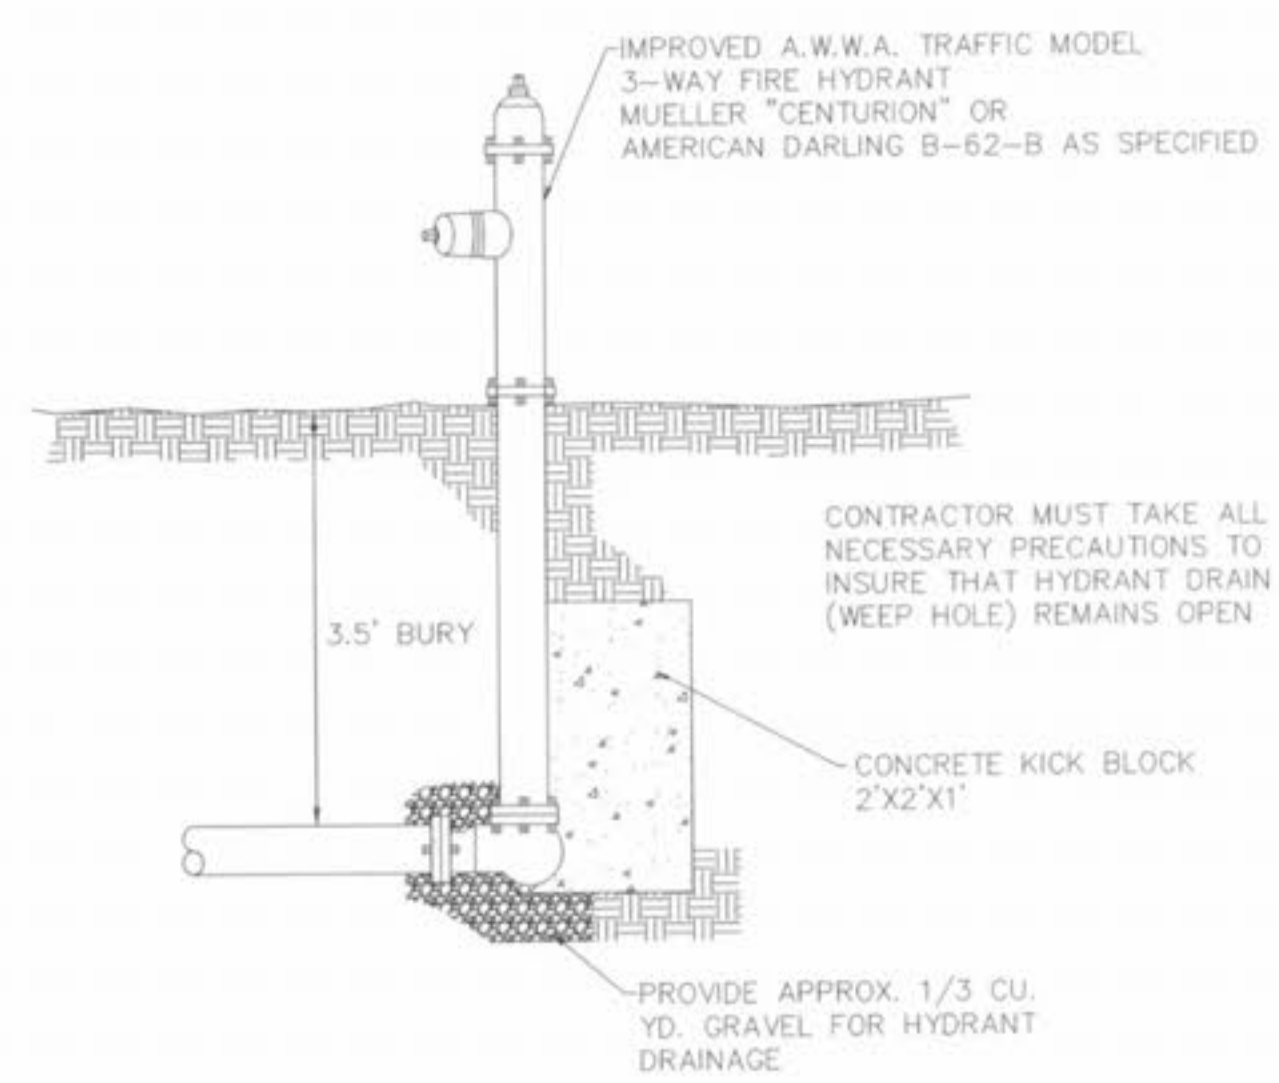 IMPROVED A.W.W.A. TRAFFIC MODEL
3-WAY FIRE HYDRANT
MUELLER "CENTURION" OR
AMERICAN DARLING B-62-B AS SPECIFIED
CONTRACTOR MUST TAKE ALL
NECESSARY PRECAUTIONS TO
INSURE THAT HYDRANT DRAIN
(WEEP HOLE) REMAINS OPEN
3.5' BURY
CONCRETE KICK BLOCK
2'X2'X1'
PROVIDE APPROX. 1/3 CU.
YD. GRAVEL FOR HYDRANT
DRAINAGE